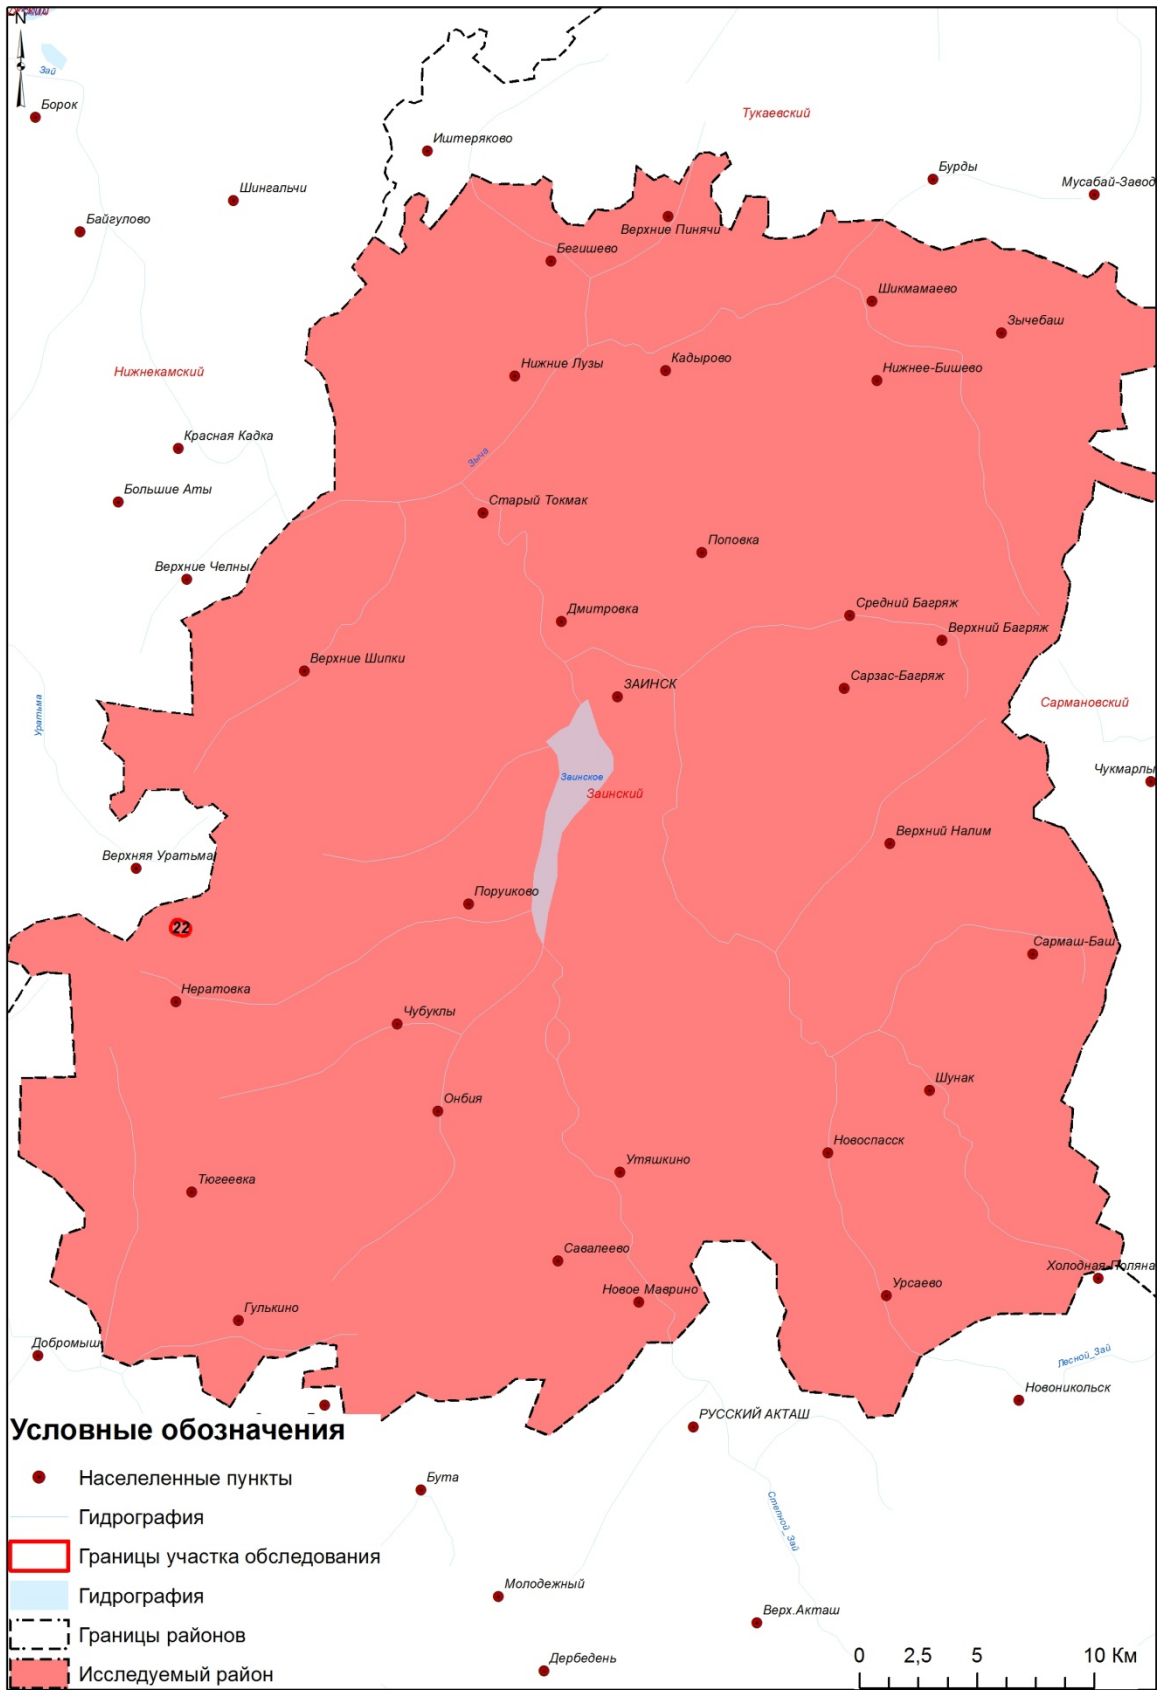 N
Зай
Борок
Тукаевский
Иштеряково
Бурды
Мусабай-Завод
Шингальчи
Байгулово
Верхние Пинячи
Бегишево
Шикмамаево
Зычебаш
Нижнекамский
Нижние Лузы
Кадырово
Нижнее-Бишево
Красная Кадка
Зыча
Большие Аты
Старый Токмак
Поповка
Верхние Челны
Дмитровка
Средний Багряж
Верхний Багряж
Верхние Шипки
ЗАИНСК
Сарзас-Багряж
Сармановский
Уратьма
Заинское
Заинский
Чукмарлы
Верхний Налим
Верхняя Уратьма
Поручиково
22
Сармаш-Баш
Нератовка
Чубуклы
Шунак
Онбия
Новоспасск
Утяшкино
Тюгеевка
Савалеево
Холодная-Поляна
Новое Маврино
Урсаево
Гулькино
Добромыш
Лесной_Зай
Новоникольск
РУССКИЙ АКТАШ
Условные обозначения
Населеленные пункты
Гидрография
Границы участка обследования
Гидрография
Границы районов
Исследуемый район
Бута
Степной_Зай
Молодежный
Верх.Акташ
Дербедень
0 2,5 5 10 Км